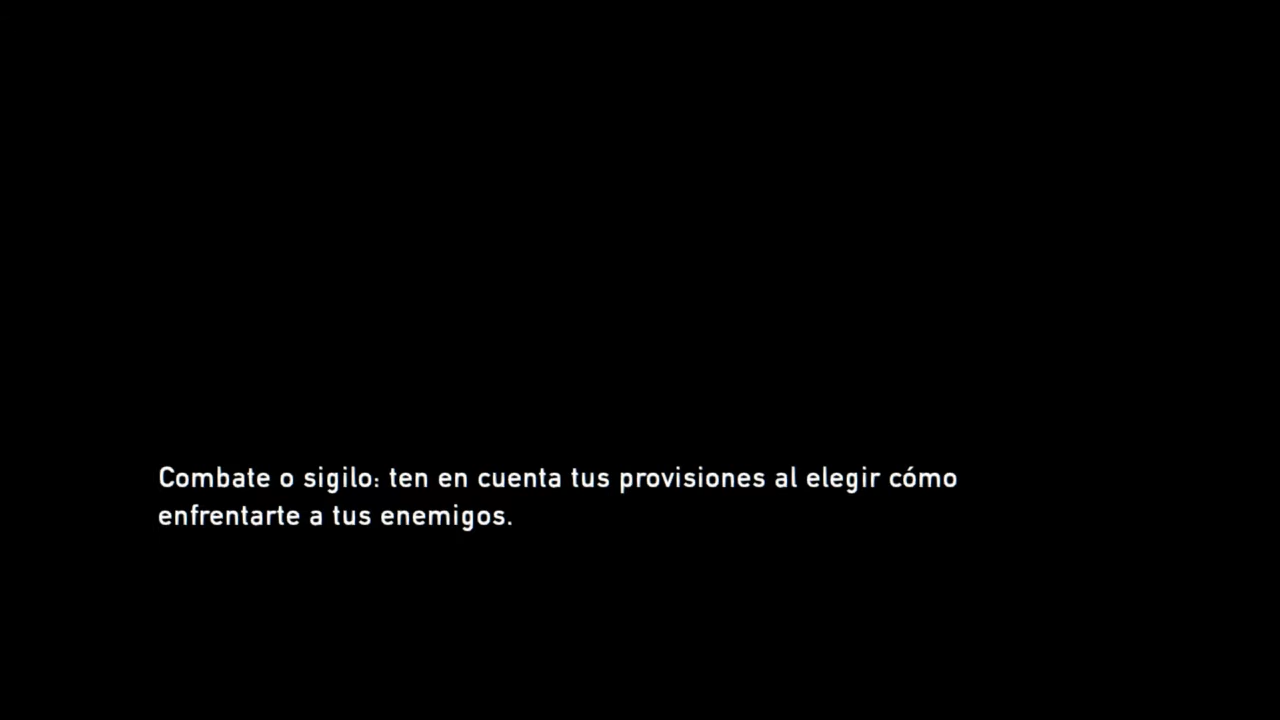 Combate o sigilo: ten en cuenta tus provisiones al elegir cómo
enfrentarte a tus enemigos.